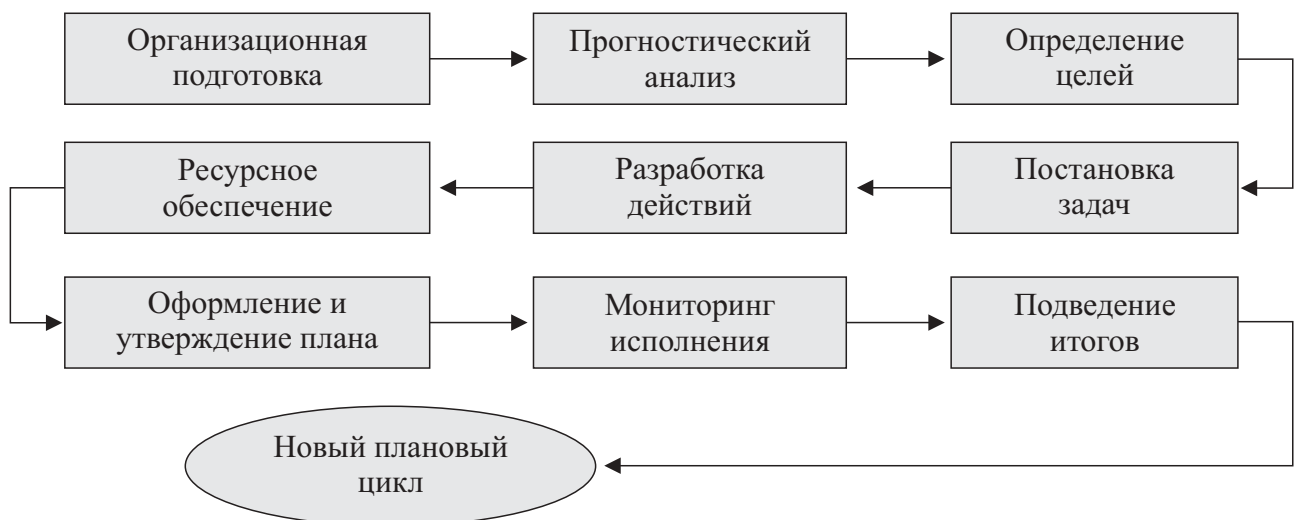 Организационная
подготовка
Прогностический
анализ
Определение
целей
Постановка
задач
Разработка
действий
Ресурсное
обеспечение
Оформление и
утверждение плана
Мониторинг
исполнения
Подведение
итогов
Новый плановый
цикл